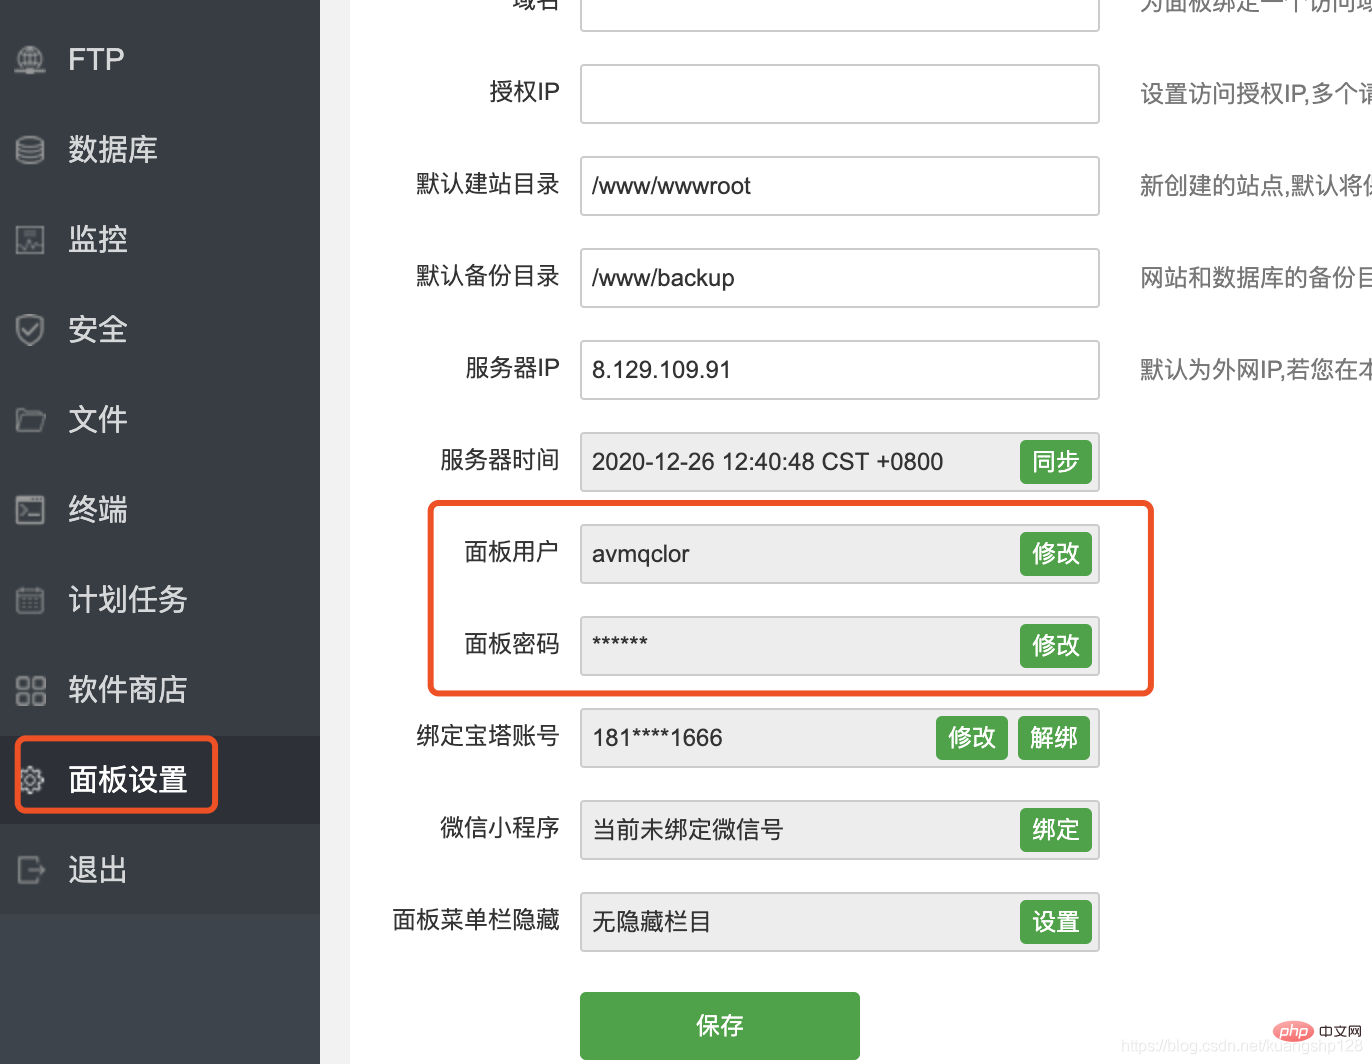 域名
为面板绑定一个访问域
FTP
授权IP
设置访问授权IP,多个请
数据库
默认建站目录
/www/wwwroot
新创建的站点,默认将保
监控
默认备份目录
/www/backup
网站和数据库的备份目
安全
服务器IP
8.129.109.91
默认为外网IP,若您在本
文件
服务器时间
2020-12-26 12:40:48 CST +0800
同步
终端
面板用户
avmqclor
修改
计划任务
面板密码
******
修改
软件商店
绑定宝塔账号
181****1666
修改
解绑
面板设置
微信小程序
当前未绑定微信号
绑定
退出
面板菜单栏隐藏
无隐藏栏目
设置
保存
php 中文网
https://blog.csdn.net/kuangshp128